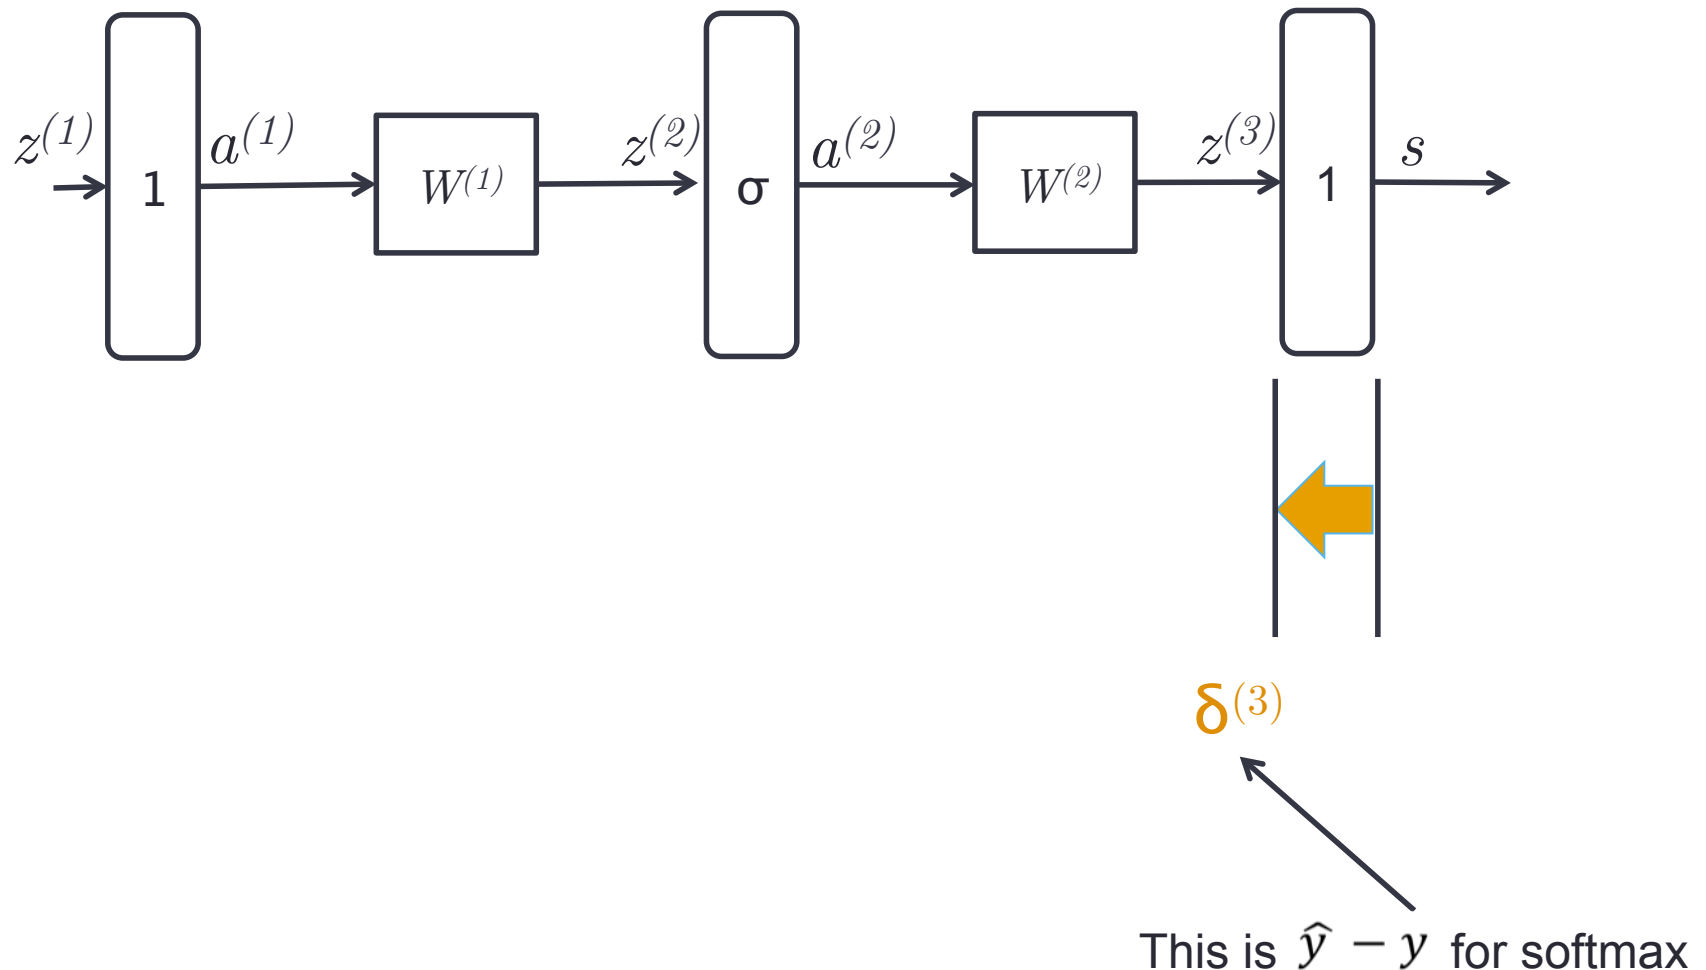 z^(1) 1 a^(1) W^(1) z^(2) σ a^(2) W^(2) z^(3) 1 s
δ^(3)
This is ŷ − y for softmax